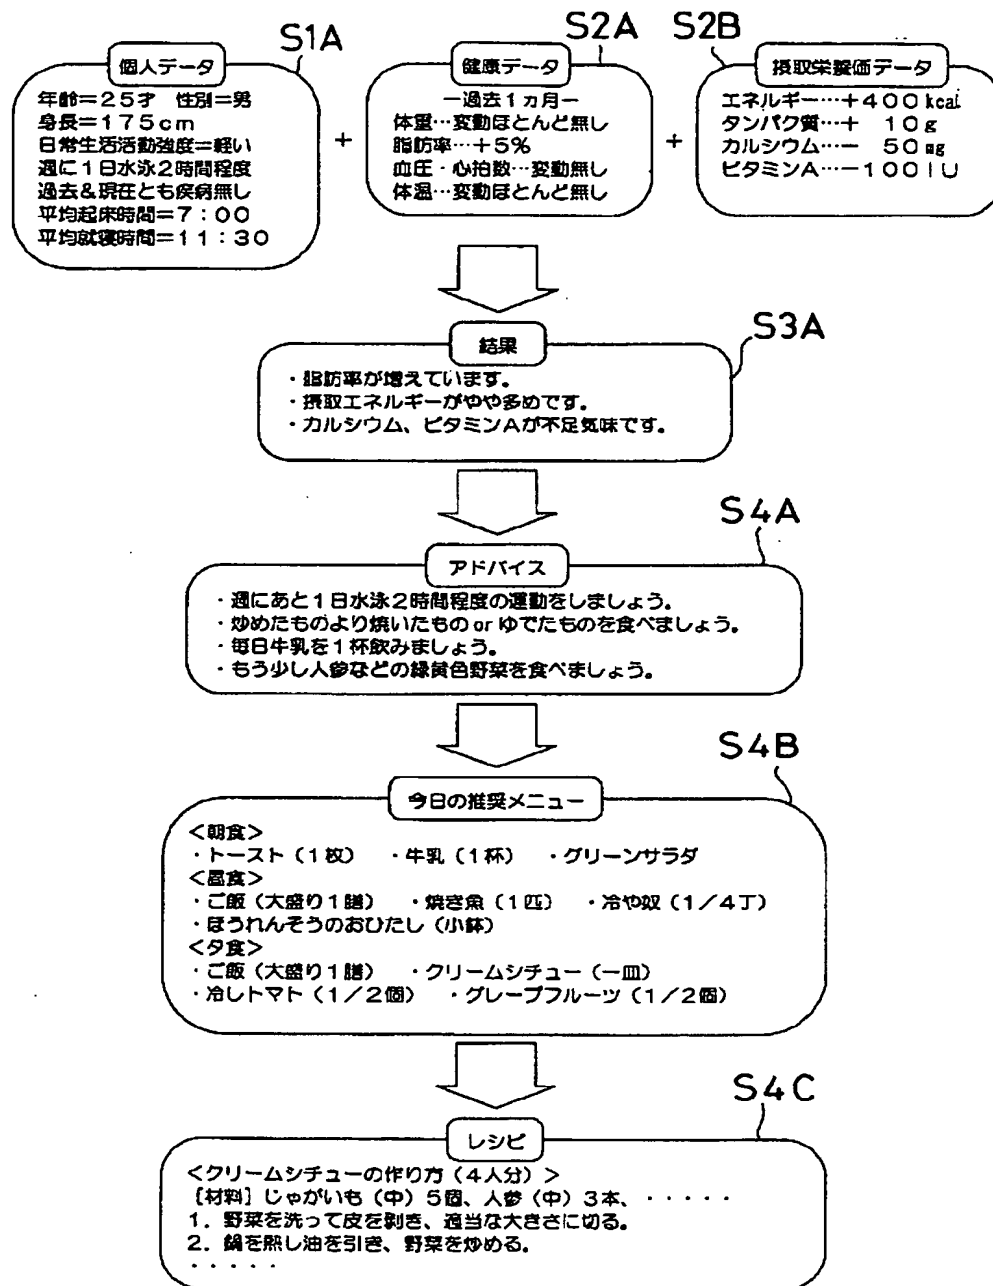 S1A
個人データ
年齢=25才 性別=男
身長=175cm
日常生活活動強度=軽い
週に1日水泳2時間程度
過去&現在とも疾病無し
平均起床時間=7:00
平均就寝時間=11:30
+
S2A
健康データ
-過去1ヵ月-
体重…変動ほとんど無し
脂肪率…+5%
血圧・心拍数…変動無し
体温…変動ほとんど無し
+
S2B
摂取栄養価データ
エネルギー…+400kcal
タンパク質…+ 10g
カルシウム…- 50mg
ビタミンA…-100IU
S3A
結果
・脂肪率が増えています。
・摂取エネルギーがやや多めです。
・カルシウム、ビタミンAが不足気味です。
S4A
アドバイス
・週にあと1日水泳2時間程度の運動をしましょう。
・炒めたものより焼いたものorゆでたものを食べましょう。
・毎日牛乳を1杯飲みましょう。
・もう少し人参などの緑黄色野菜を食べましょう。
S4B
今日の推奨メニュー
<朝食>
・トースト(1枚) ・牛乳(1杯) ・グリーンサラダ
<昼食>
・ご飯(大盛り1膳) ・焼き魚(1匹) ・冷や奴(1/4丁)
・ほうれんそうのおひたし(小鉢)
<夕食>
・ご飯(大盛り1膳) ・クリームシチュー(一皿)
・冷しトマト(1/2個) ・グレープフルーツ(1/2個)
S4C
レシピ
<クリームシチューの作り方(4人分)>
[材料]じゃがいも(中)5個、人参(中)3本、・・・・・
1. 野菜を洗って皮を剥き、適当な大きさに切る。
2. 鍋を熱し油を引き、野菜を炒める。
・・・・・